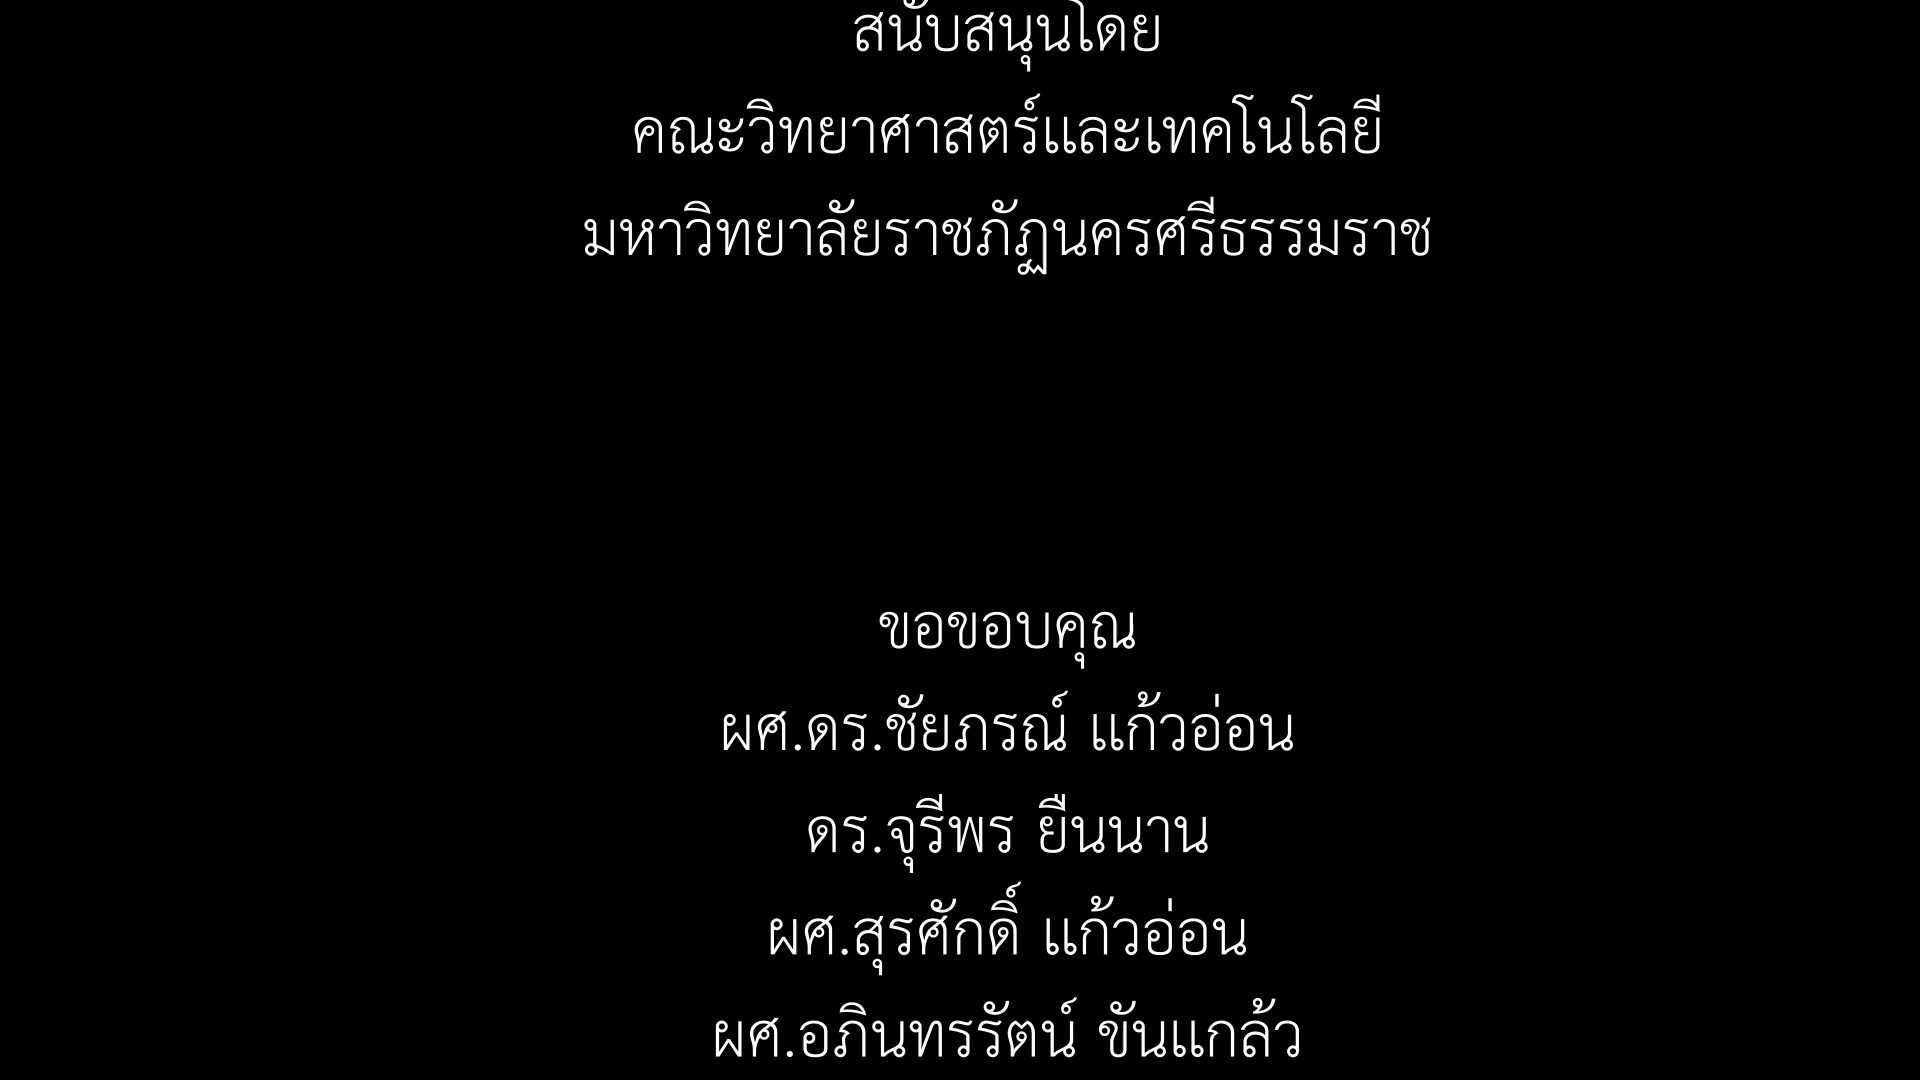 สนับสนุนโดย
คณะวิทยาศาสตร์และเทคโนโลยี
มหาวิทยาลัยราชภัฏนครศรีธรรมราช
ขอขอบคุณ
ผศ.ดร.ชัยภรณ์ แก้วอ่อน
ดร.จุรีพร ยืนนาน
ผศ.สุรศักดิ์ แก้วอ่อน
ผศ.อภินทรรัตน์ ขันแกล้ว